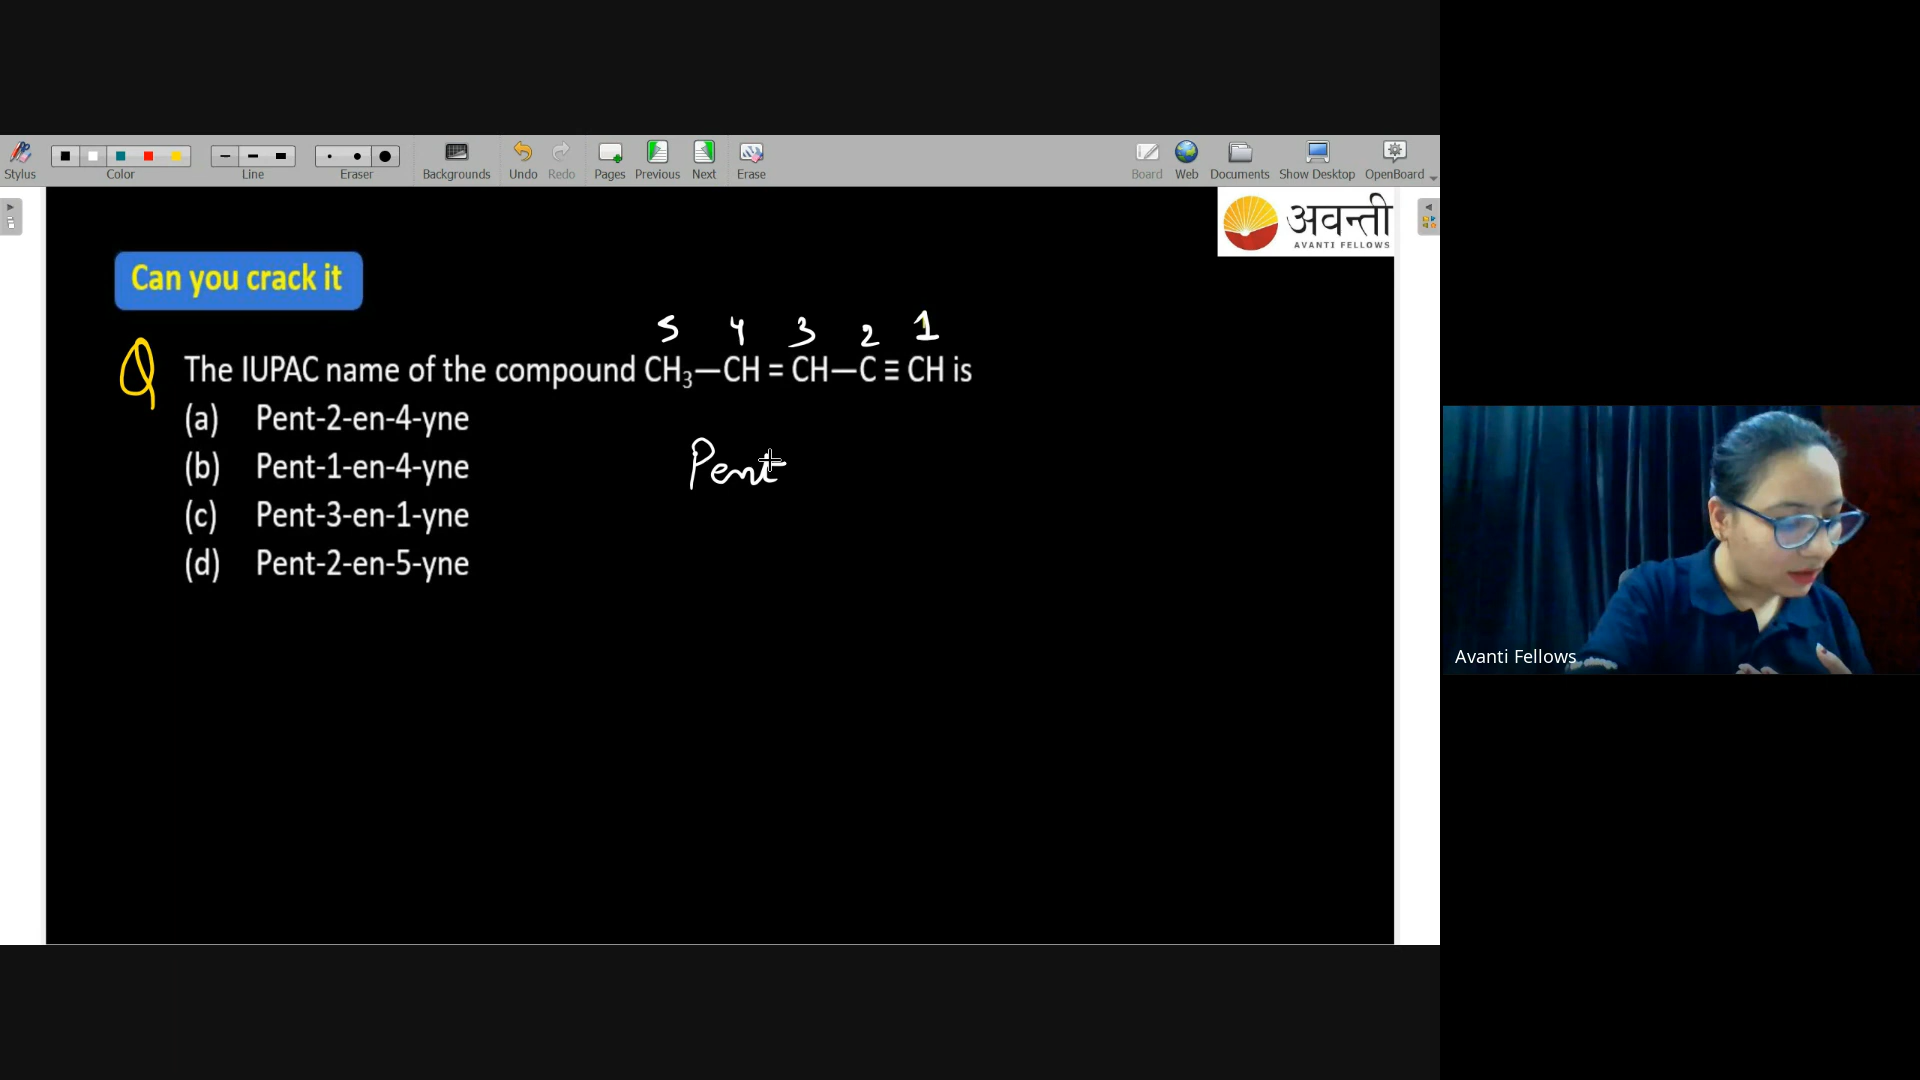 Stylus Color Line Eraser Backgrounds Undo Redo Pages Previous Next Erase Board Web Documents Show Desktop OpenBoard
अवन्ती
AVANTI FELLOWS
Can you crack it
5 4 3 2 1
Q The IUPAC name of the compound CH₃—CH = CH—C ≡ CH is
(a) Pent-2-en-4-yne
Pent
(b) Pent-1-en-4-yne
(c) Pent-3-en-1-yne
(d) Pent-2-en-5-yne
Avanti Fellows